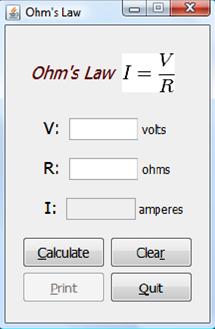 Ohm's Law
Ohm's Law I = V/R
V: volts
R: ohms
I: amperes
Calculate Clear
Print Quit